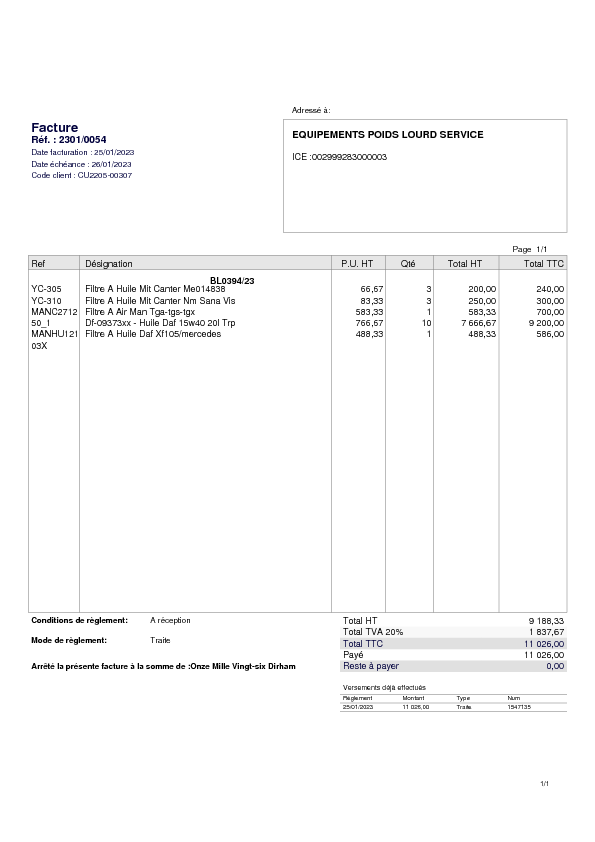 Adressé à:
Facture
Réf. : 2301/0054
Date facturation : 25/01/2023
Date échéance : 26/01/2023
Code client : CU2205-00307
EQUIPEMENTS POIDS LOURD SERVICE
ICE :002999283000003
Page 1/1
Ref Désignation P.U. HT Qté Total HT Total TTC
BL0394/23
YC-305 Filtre A Huile Mit Canter Me014838 66,67 3 200,00 240,00
YC-310 Filtre A Huile Mit Canter Nm Sana Vis 83,33 3 250,00 300,00
MANC2712 Filtre A Air Man Tga-tgs-tgx 583,33 1 583,33 700,00
50_1 Df-09373xx - Huile Daf 15w40 20l Trp 766,67 10 7 666,67 9 200,00
MANHU121 Filtre A Huile Daf Xf105/mercedes 488,33 1 488,33 586,00
03X
Conditions de règlement: A réception
Total HT 9 188,33
Total TVA 20% 1 837,67
Mode de règlement: Traite
Total TTC 11 026,00
Payé 11 026,00
Arrêté la présente facture à la somme de :Onze Mille Vingt-six Dirham
Reste à payer 0,00
Versements déjà effectués
Règlement Montant Type Num
25/01/2023 11 026,00 Traite 1547135
1/1